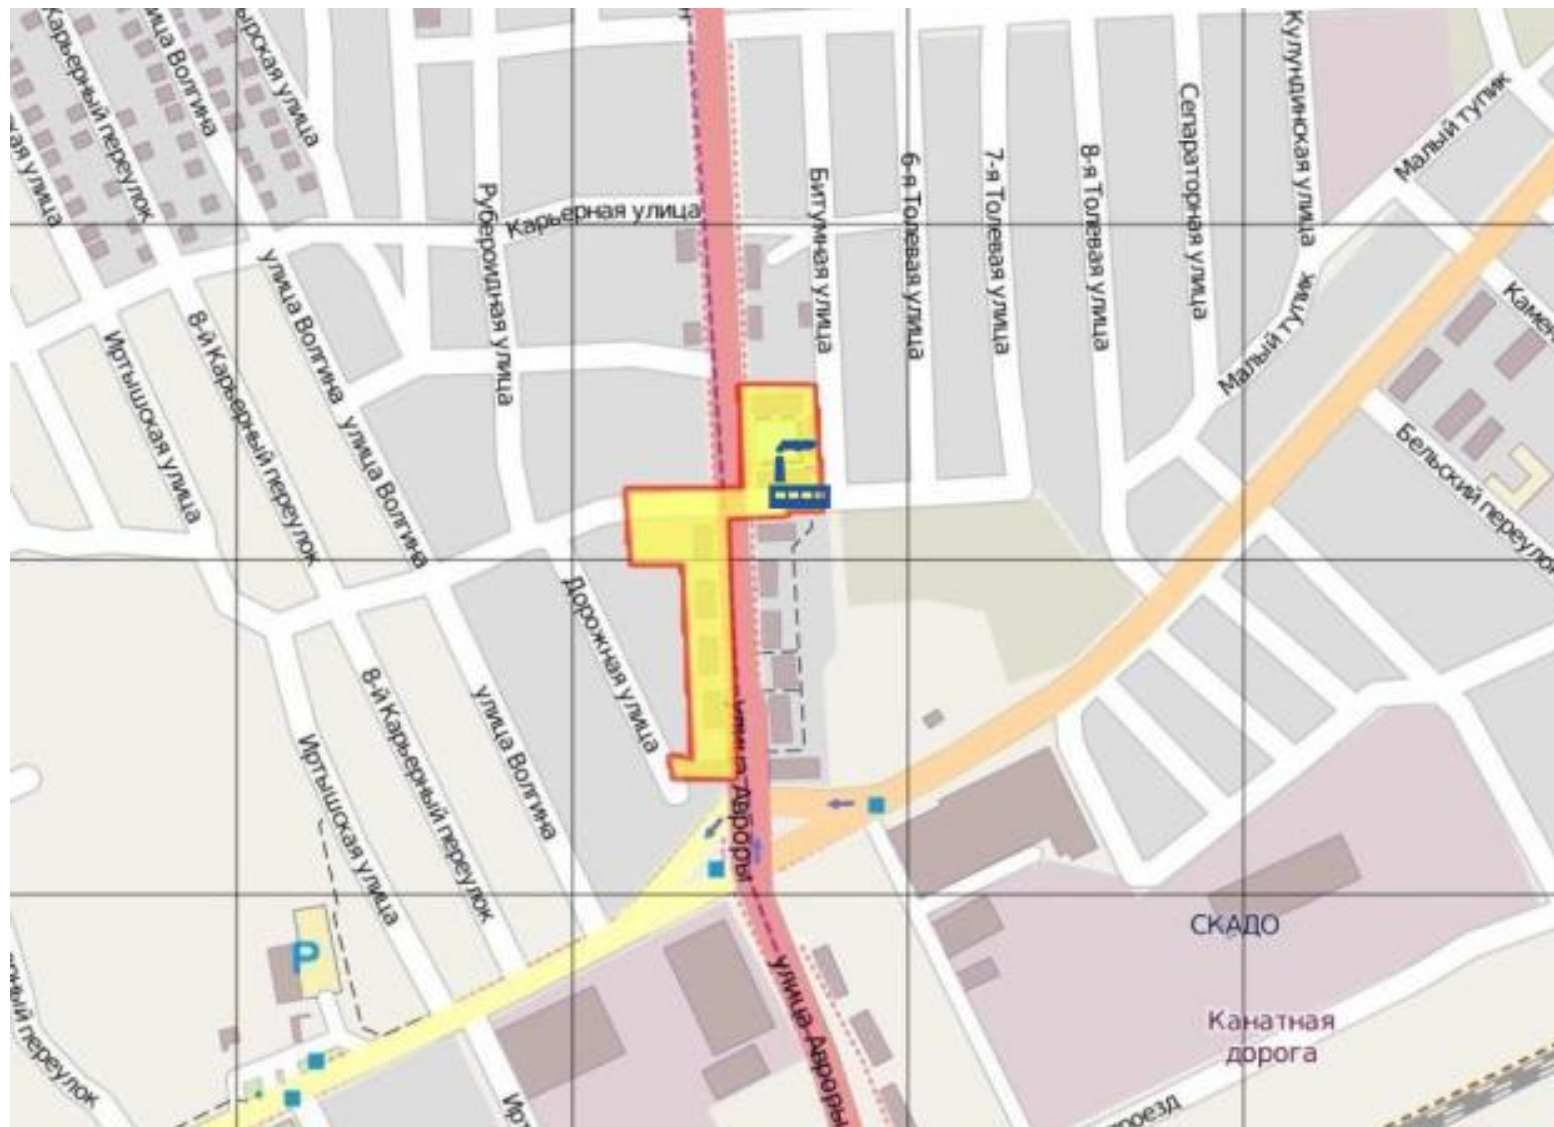 Карьерный переулок
улица Волгина
Кулундинская улица
Малый тупик
Сепараторная улица
8-я Толевая улица
7-я Толевая улица
6-я Толевая улица
Битумная улица
Рубероидная улица
Карьерная улица
улица Волгина
8-й Карьерный переулок
Иртышская улица
Малый тупик
улица Волгина
Бельский переулок
Дорожная улица
8-й Карьерный переулок
улица Волгина
Иртышская улица
улица Авроры
СКАДО
P
улица Авроры
Канатная
дорога